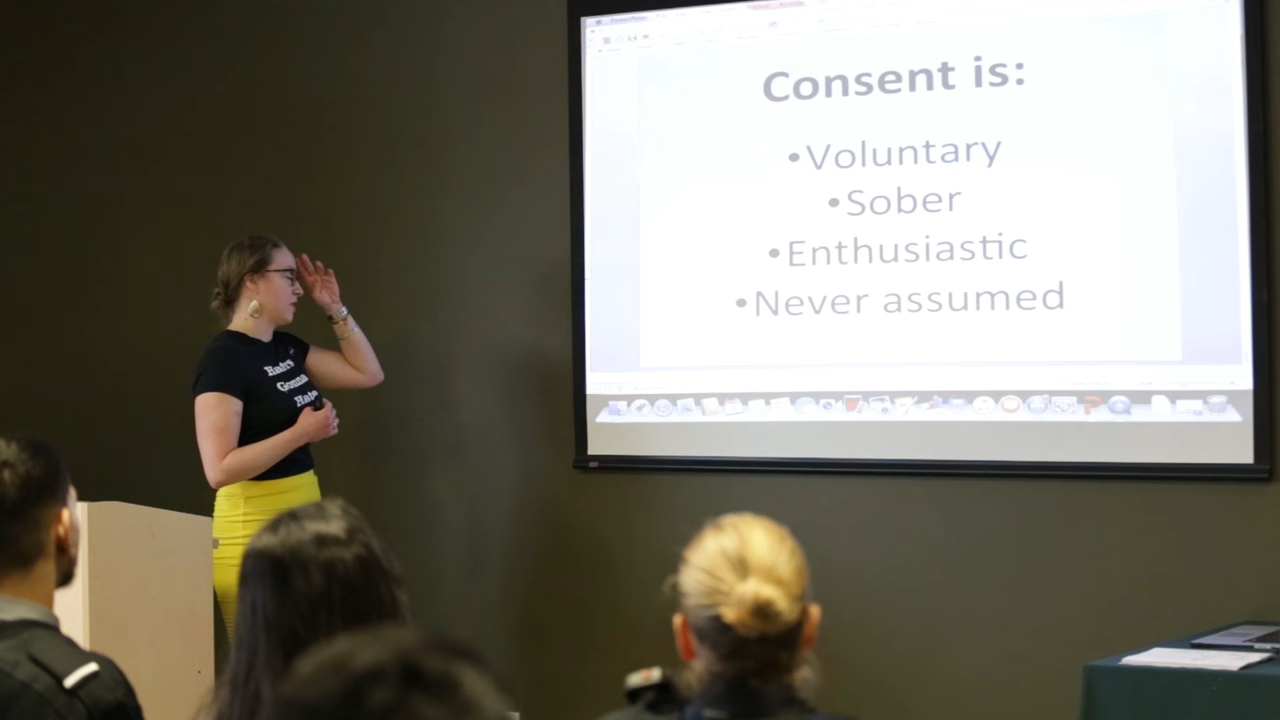 Consent is:
•Voluntary
•Sober
•Enthusiastic
•Never assumed
Haters
Gonna
Hate